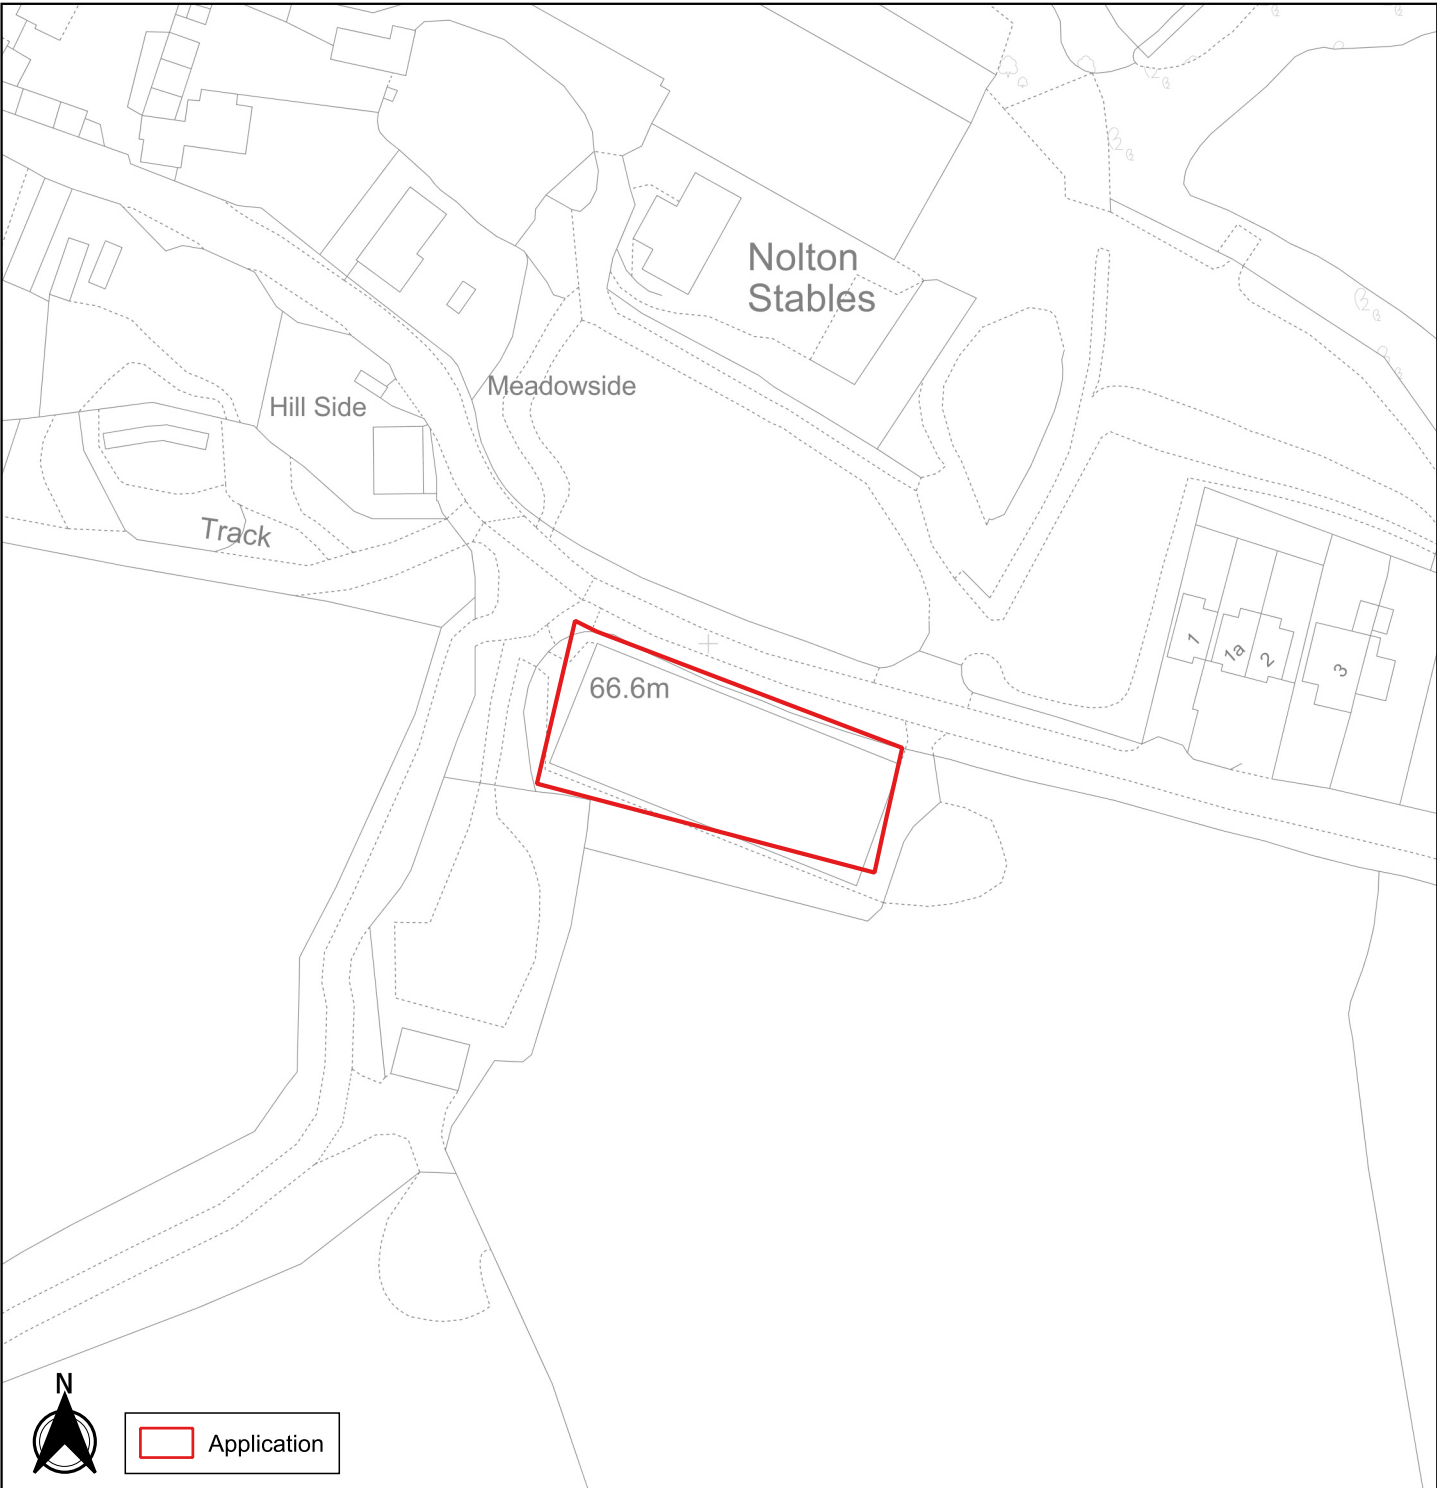 Nolton
Stables
Meadowside
Hill Side
Track
1
1a
2
3
66.6m
N
Application